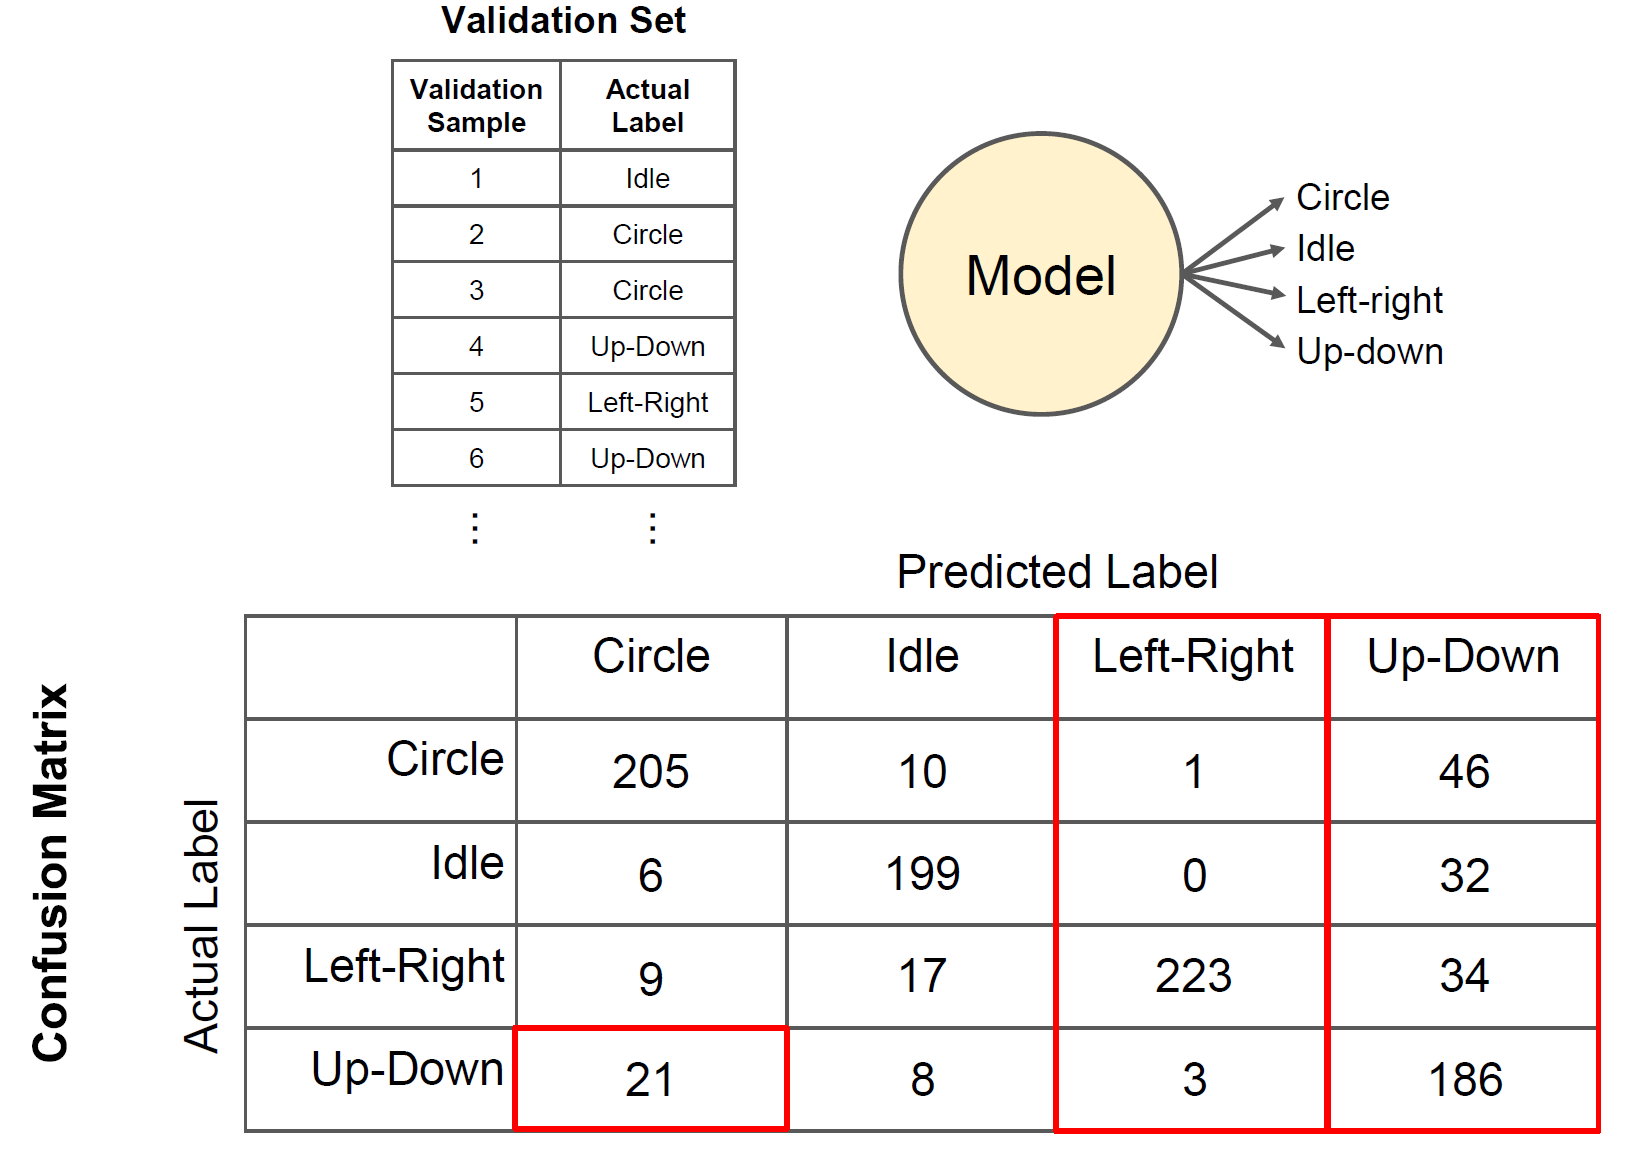 Validation Set
Validation Sample Actual Label
1 Idle
2 Circle
3 Circle
4 Up-Down
5 Left-Right
6 Up-Down
⋮ ⋮
Model
Circle
Idle
Left-right
Up-down
Predicted Label
Confusion Matrix
Actual Label
Circle Idle Left-Right Up-Down
Circle 205 10 1 46
Idle 6 199 0 32
Left-Right 9 17 223 34
Up-Down 21 8 3 186